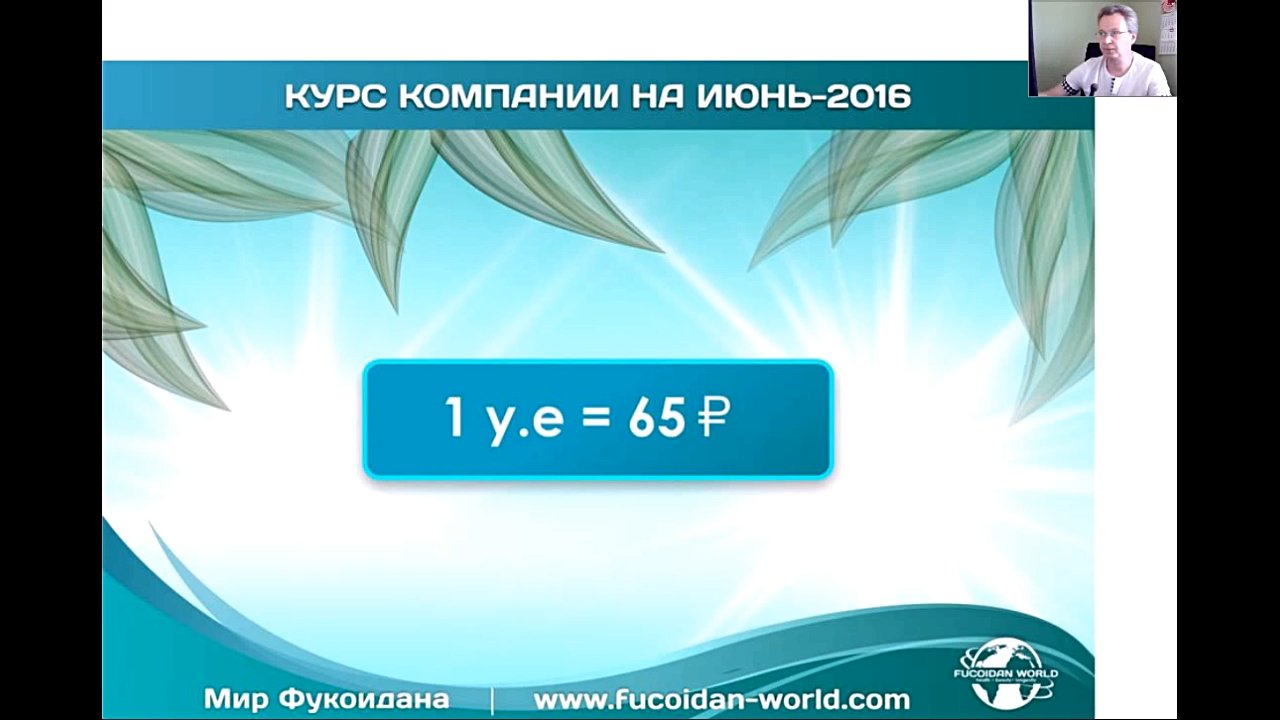 КУРС КОМПАНИИ НА ИЮНЬ-2016
1 у.е = 65 ₽
Мир Фукоидана | www.fucoidan-world.com
FUCOIDAN WORLD